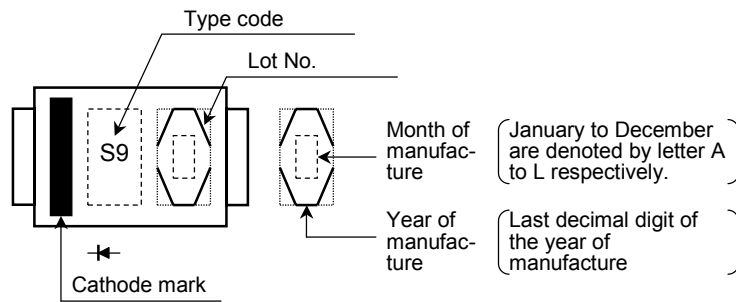 Type code
Lot No.
S9
Month of
manufac-
ture
January to December
are denoted by letter A
to L respectively.
Year of
manufac-
ture
Last decimal digit of
the year of
manufacture
Cathode mark